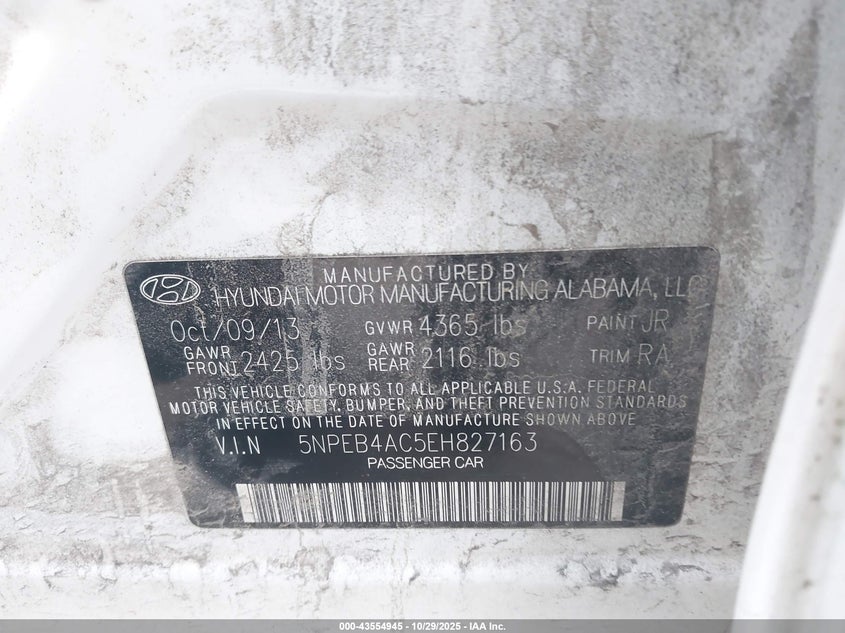 MANUFACTURED BY
HYUNDAI MOTOR MANUFACTURING ALABAMA, LLC
Oct/09/13 GVWR 4365 lbs PAINT JR
GAWR FRONT 2425 lbs GAWR REAR 2116 lbs TRIM RA
THIS VEHICLE CONFORMS TO ALL APPLICABLE U.S.A. FEDERAL
MOTOR VEHICLE SAFETY, BUMPER, AND THEFT PREVENTION STANDARDS
IN EFFECT ON THE DATE OF MANUFACTURE SHOWN ABOVE
V.I.N 5NPEB4AC5EH827163
PASSENGER CAR
000-43554945 - 10/29/2025 - IAA Inc.